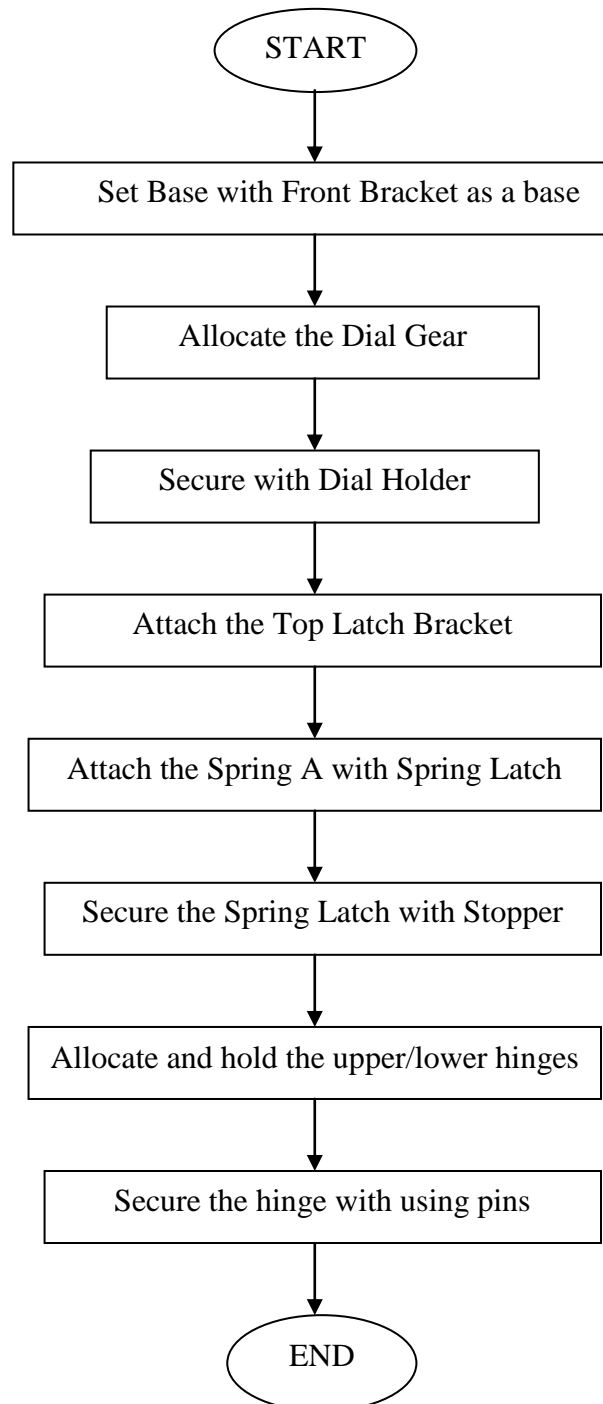 START
Set Base with Front Bracket as a base
Allocate the Dial Gear
Secure with Dial Holder
Attach the Top Latch Bracket
Attach the Spring A with Spring Latch
Secure the Spring Latch with Stopper
Allocate and hold the upper/lower hinges
Secure the hinge with using pins
END